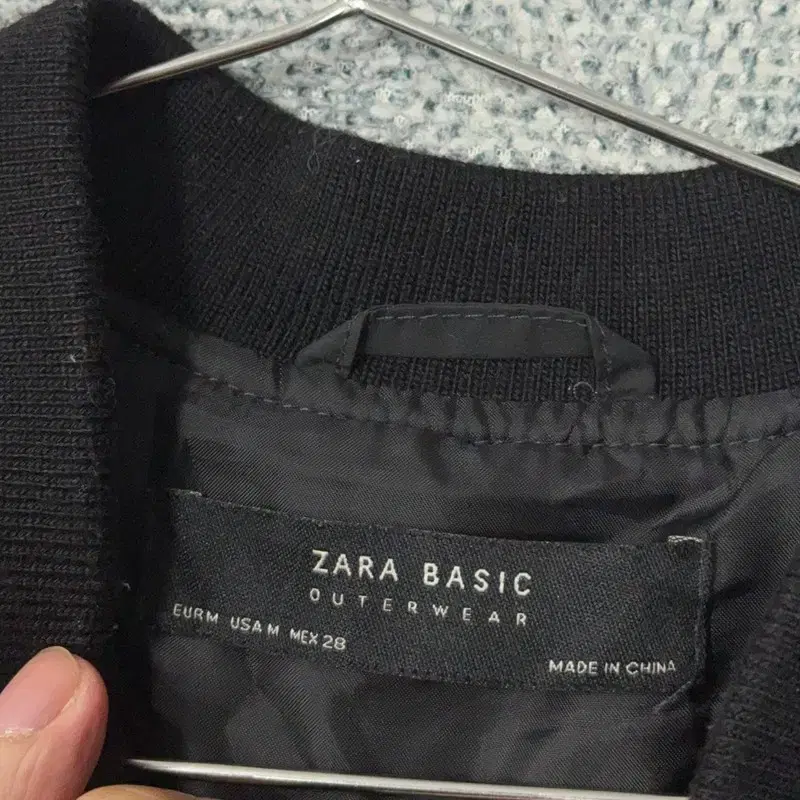 ZARA BASIC
OUTERWEAR
EUR M USA M MEX 28
MADE IN CHINA